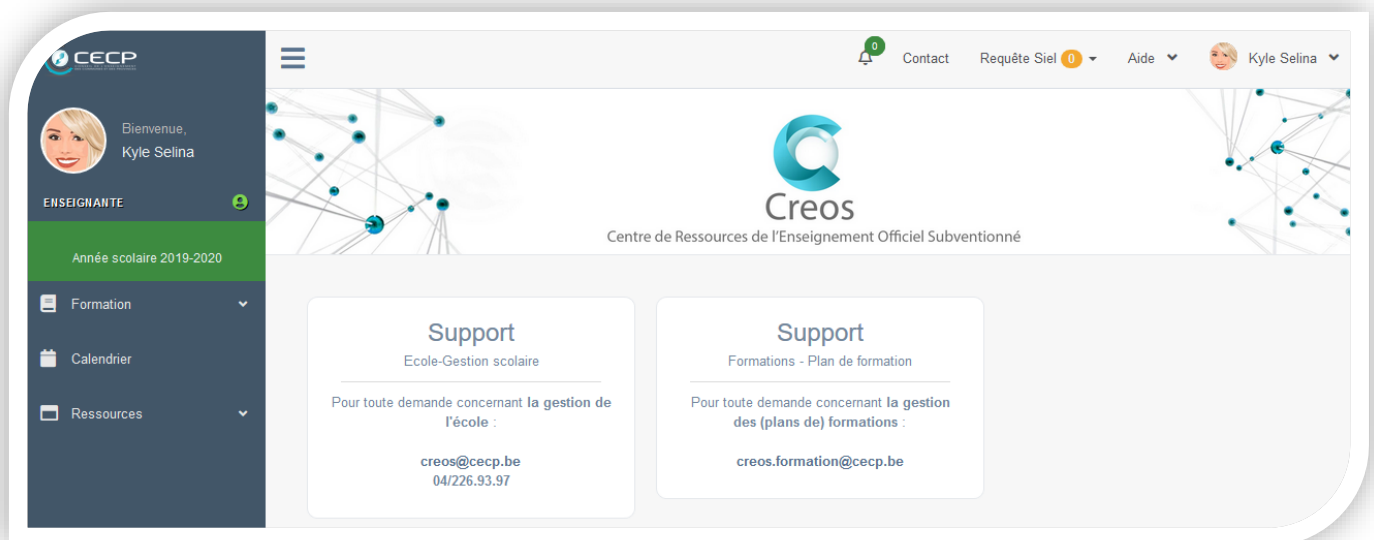 CECP
0
Contact
Requête Siel 0
Aide
Kyle Selina
Bienvenue,
Kyle Selina
ENSEIGNANTE
Année scolaire 2019-2020
Formation
Calendrier
Ressources
Creos
Centre de Ressources de l'Enseignement Officiel Subventionné
Support
Ecole-Gestion scolaire
Pour toute demande concernant la gestion de
l'école :
creos@cecp.be
04/226.93.97
Support
Formations - Plan de formation
Pour toute demande concernant la gestion
des (plans de) formations :
creos.formation@cecp.be